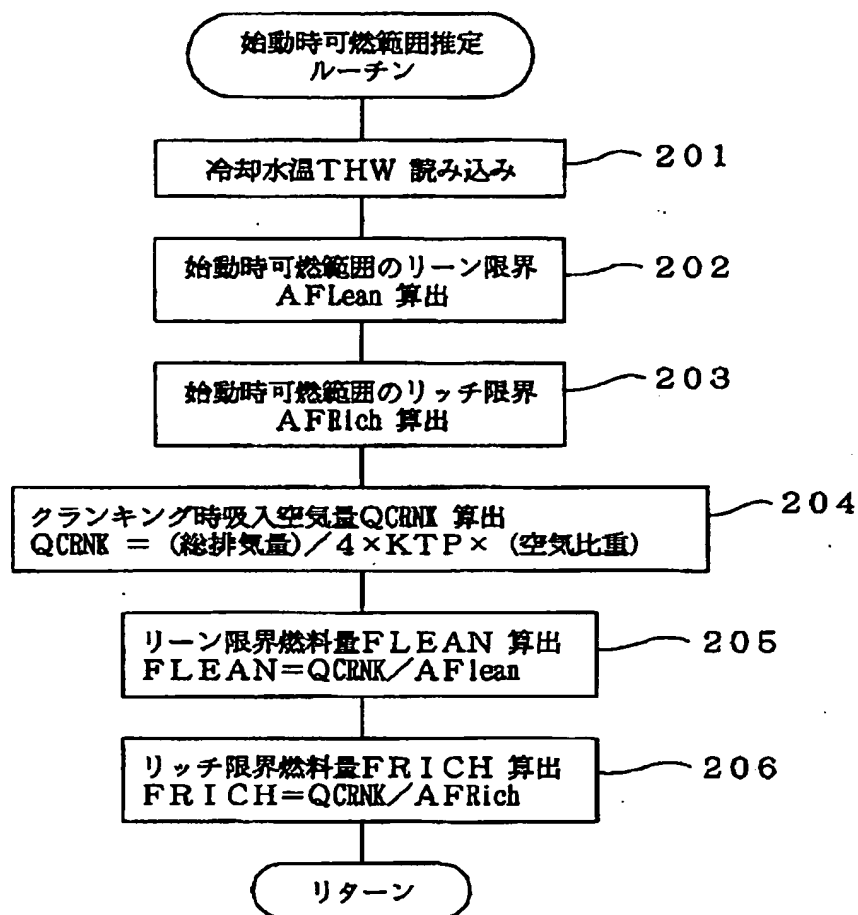 始動時可燃範囲推定
ルーチン
冷却水温THW 読み込み
201
始動時可燃範囲のリーン限界
AFLean 算出
202
始動時可燃範囲のリッチ限界
AFRich 算出
203
クランキング時吸入空気量QCRNK 算出
QCRNK = (総排気量)/4×KTP× (空気比重)
204
リーン限界燃料量FLEAN 算出
FLEAN=QCRNK/AFlean
205
リッチ限界燃料量FRICH 算出
FRICH=QCRNK/AFRich
206
リターン